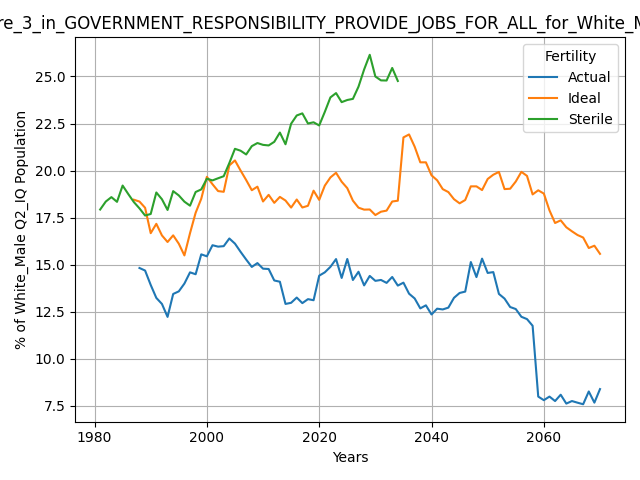 re_3_in_GOVERNMENT_RESPONSIBILITY_PROVIDE_JOBS_FOR_ALL_for_White_M
Fertility
Actual
Ideal
Sterile
% of White_Male Q2_IQ Population
25.0
22.5
20.0
17.5
15.0
12.5
10.0
7.5
1980
2000
2020
2040
2060
Years